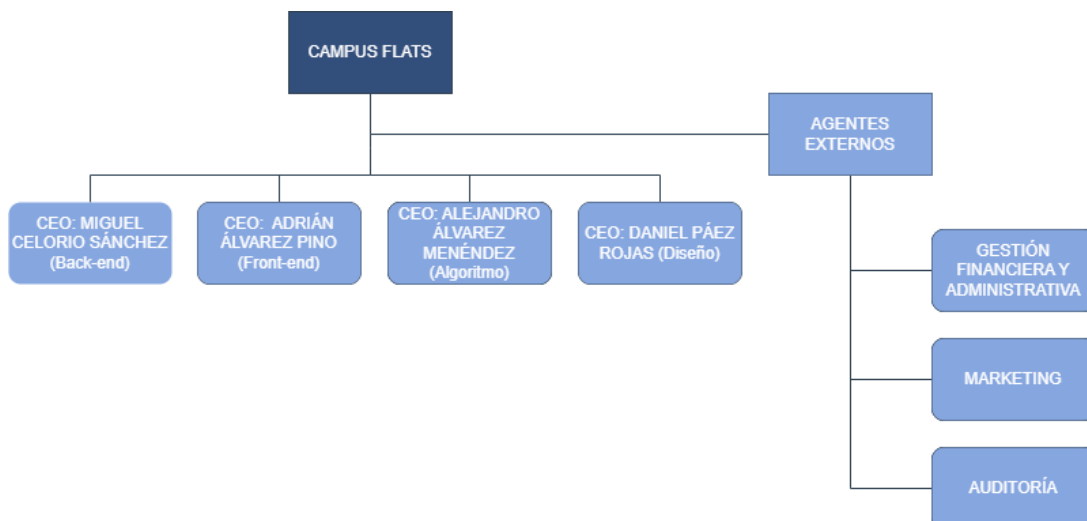 CAMPUS FLATS
AGENTES
EXTERNOS
CEO: MIGUEL
CELORIO SÁNCHEZ
(Back-end)
CEO: ADRIÁN
ÁLVAREZ PINO
(Front-end)
CEO: ALEJANDRO
ÁLVAREZ
MENÉNDEZ
(Algoritmo)
CEO: DANIEL PÁEZ
ROJAS (Diseño)
GESTIÓN
FINANCIERA Y
ADMINISTRATIVA
MARKETING
AUDITORÍA